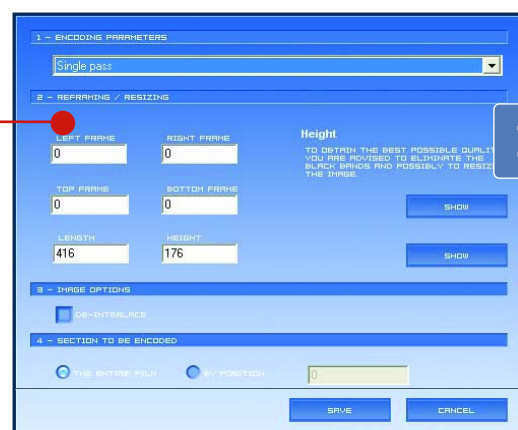 1 - ENCODING PARAMETERS
Single pass
2 - REFRAMING / RESIZING
LEFT FRAME
RIGHT FRAME
0
0
Height
TO OBTAIN THE BEST POSSIBLE QUALIT
YOU ARE ADVISED TO ELIMINATE THE
BLACK BANDS AND POSSIBLY TO RESIZ
THE IMAGE.
TOP FRAME
BOTTOM FRAME
0
0
SHOW
LENGTH
HEIGHT
416
176
SHOW
3 - IMAGE OPTIONS
DE-INTERLACE
4 - SECTION TO BE ENCODED
THE ENTIRE FILM
BY POSITION
0
SAVE
CANCEL